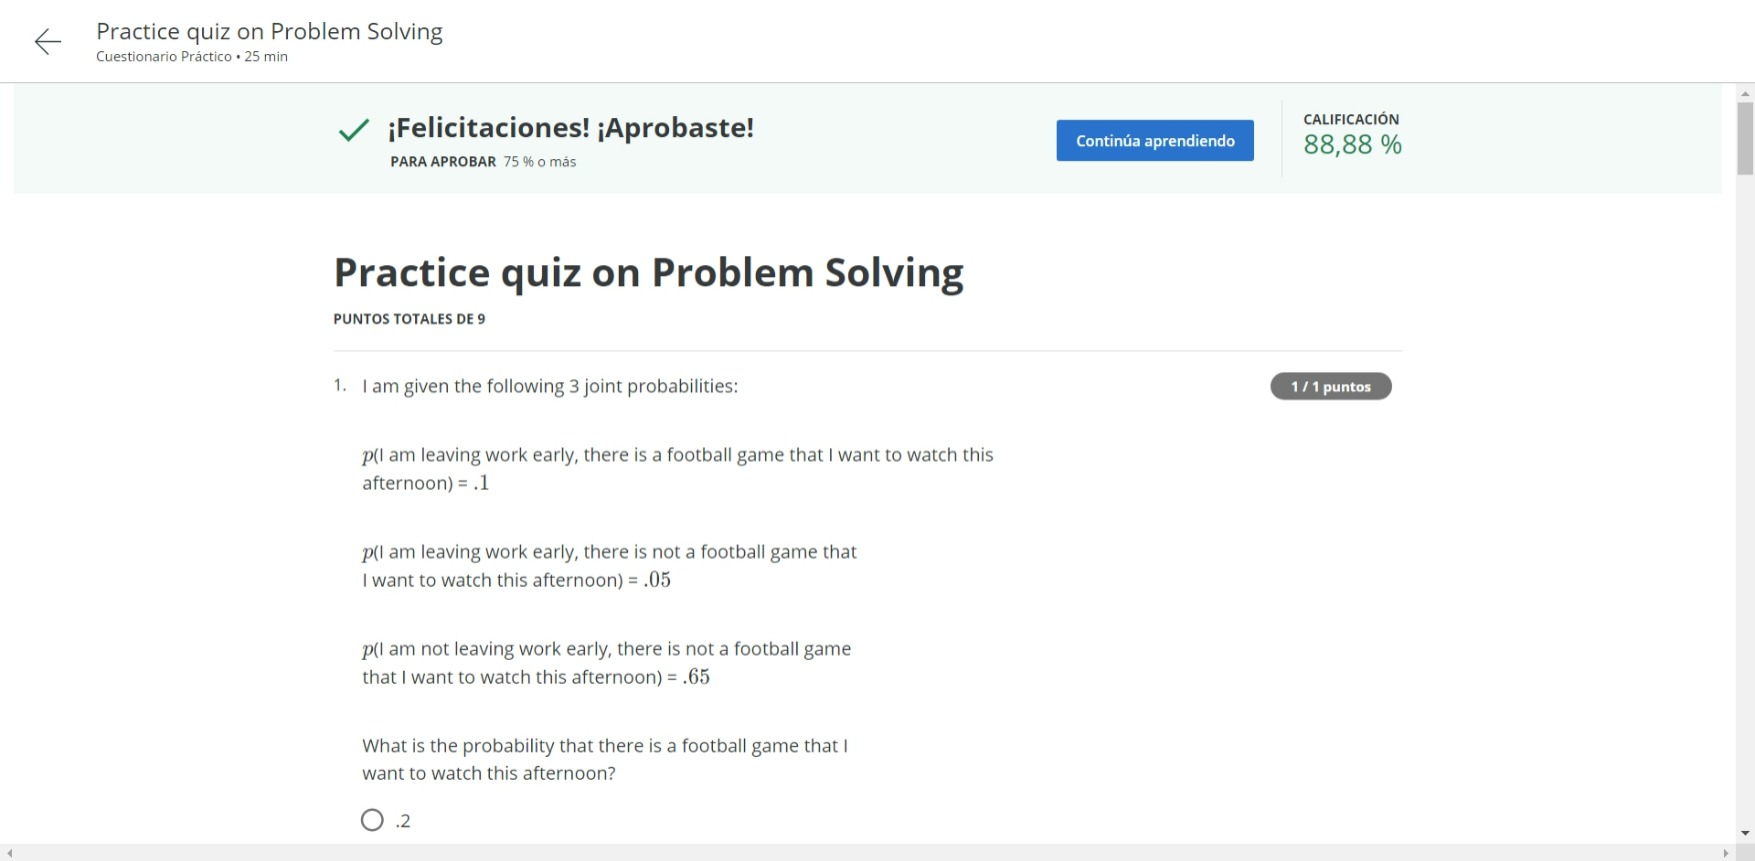 Practice quiz on Problem Solving
Cuestionario Práctico • 25 min
¡Felicitaciones! ¡Aprobaste!
PARA APROBAR 75 % o más
Continúa aprendiendo
CALIFICACIÓN
88,88 %
Practice quiz on Problem Solving
PUNTOS TOTALES DE 9
1. I am given the following 3 joint probabilities:
1 / 1 puntos
p(I am leaving work early, there is a football game that I want to watch this
afternoon) = .1
p(I am leaving work early, there is not a football game that
I want to watch this afternoon) = .05
p(I am not leaving work early, there is not a football game
that I want to watch this afternoon) = .65
What is the probability that there is a football game that I
want to watch this afternoon?
.2